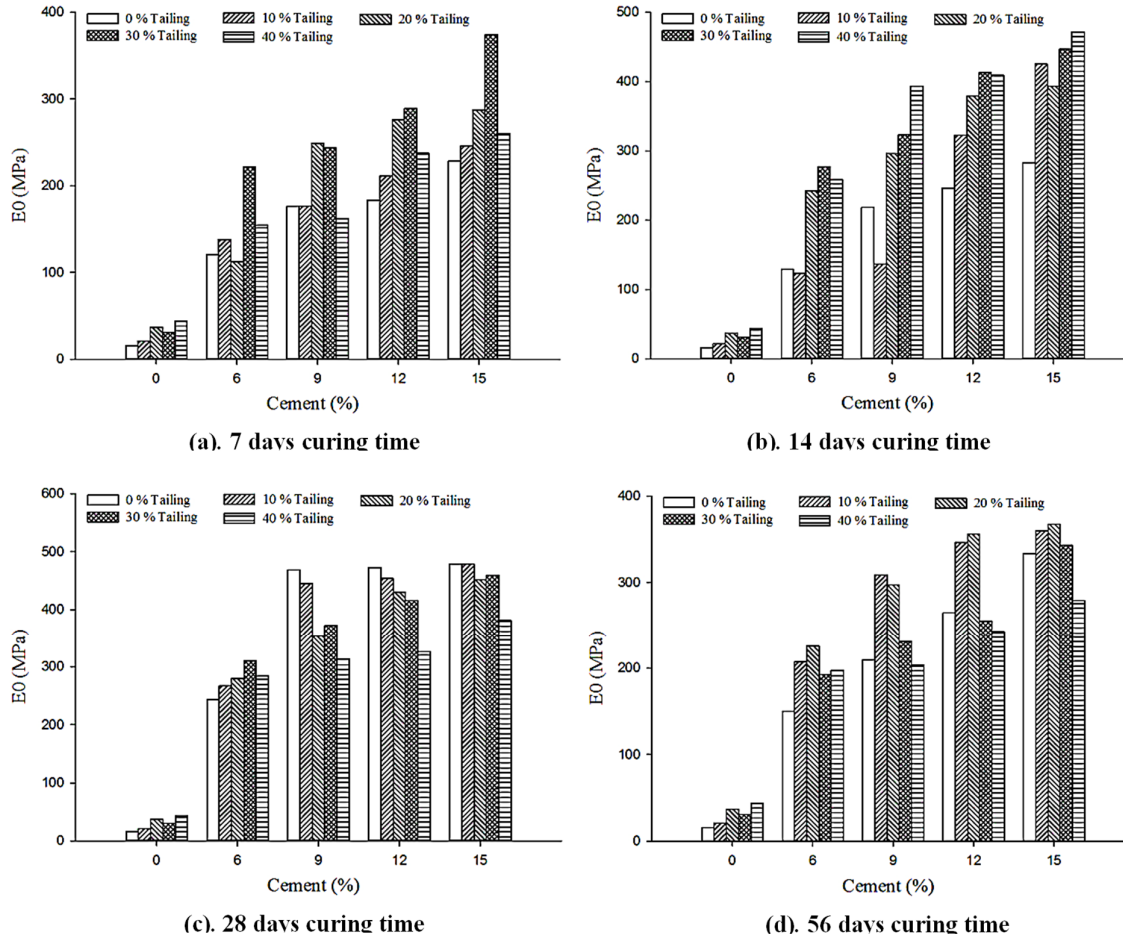 0 % Tailing 10 % Tailing 20 % Tailing
30 % Tailing 40 % Tailing
400
300
200
100
0
E0 (MPa)
0 6 9 12 15
Cement (%)
(a). 7 days curing time
0 % Tailing 10 % Tailing 20 % Tailing
30 % Tailing 40 % Tailing
500
400
300
200
100
0
E0 (MPa)
0 6 9 12 15
Cement (%)
(b). 14 days curing time
0 % Tailing 10 % Tailing 20 % Tailing
30 % Tailing 40 % Tailing
600
500
400
300
200
100
0
E0 (MPa)
0 6 9 12 15
Cement (%)
(c). 28 days curing time
0 % Tailing 10 % Tailing 20 % Tailing
30 % Tailing 40 % Tailing
400
300
200
100
0
E0 (MPa)
0 6 9 12 15
Cement (%)
(d). 56 days curing time